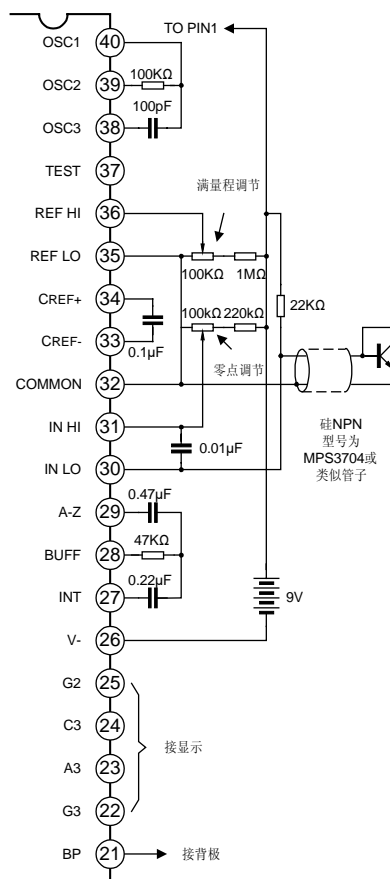 OSC1 40 TO PIN1
OSC2 39 100KΩ
100pF
OSC3 38
TEST 37
满量程调节
REF HI 36
REF LO 35
100KΩ 1MΩ
CREF+ 34
100kΩ 220kΩ
22KΩ
CREF- 33
0.1µF
零点调节
COMMON 32
IN HI 31
0.01µF
IN LO 30
硅NPN
型号为
MPS3704或
类似管子
0.47µF
A-Z 29
47KΩ
BUFF 28
0.22µF
INT 27
9V
V- 26
G2 25
C3 24
接显示
A3 23
G3 22
BP 21 接背极